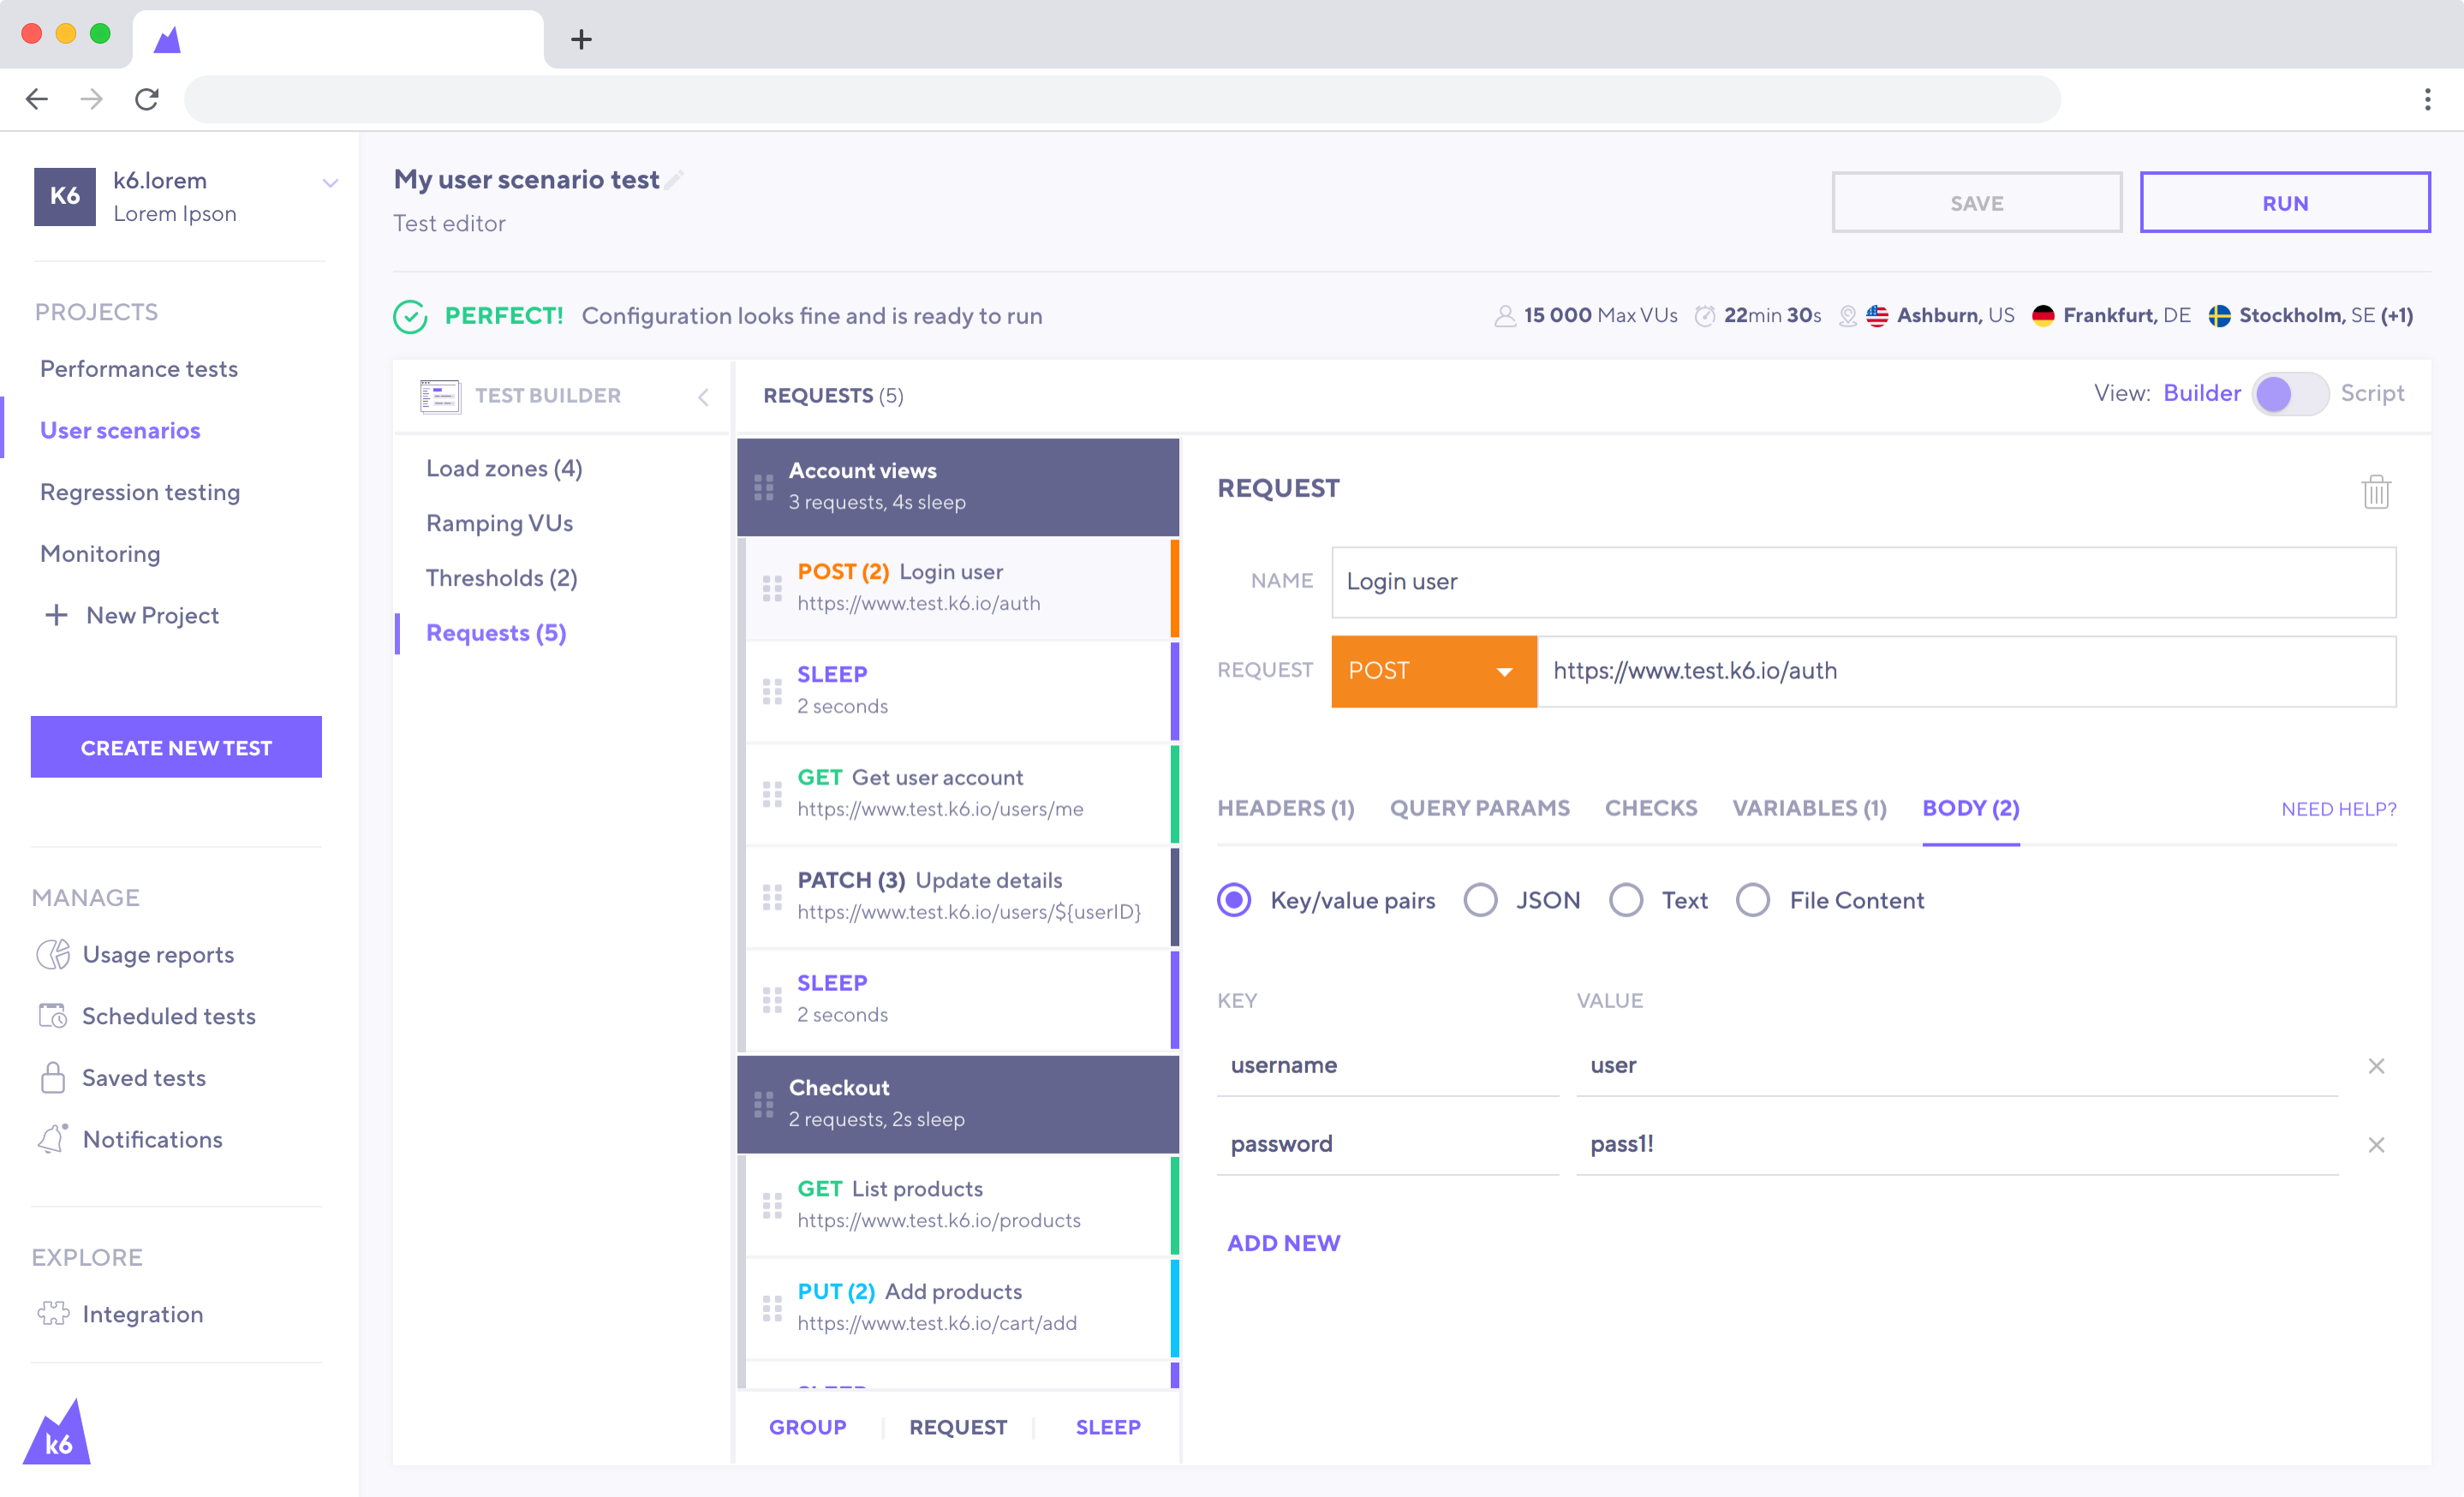 K6
k6.lorem
Lorem Ipson
PROJECTS
Performance tests
User scenarios
Regression testing
Monitoring
New Project
CREATE NEW TEST
MANAGE
Usage reports
Scheduled tests
Saved tests
Notifications
EXPLORE
Integration
k6
My user scenario test
Test editor
SAVE
RUN
PERFECT! Configuration looks fine and is ready to run
15 000 Max VUs 22min 30s Ashburn, US Frankfurt, DE Stockholm, SE (+1)
TEST BUILDER
Load zones (4)
Ramping VUs
Thresholds (2)
Requests (5)
REQUESTS (5)
View: Builder Script
Account views
3 requests, 4s sleep
POST (2) Login user
https://www.test.k6.io/auth
SLEEP
2 seconds
GET Get user account
https://www.test.k6.io/users/me
PATCH (3) Update details
https://www.test.k6.io/users/${userID}
SLEEP
2 seconds
Checkout
2 requests, 2s sleep
GET List products
https://www.test.k6.io/products
PUT (2) Add products
https://www.test.k6.io/cart/add
GROUP REQUEST SLEEP
REQUEST
NAME Login user
REQUEST POST https://www.test.k6.io/auth
HEADERS (1) QUERY PARAMS CHECKS VARIABLES (1) BODY (2) NEED HELP?
Key/value pairs JSON Text File Content
KEY VALUE
username user
password pass1!
ADD NEW